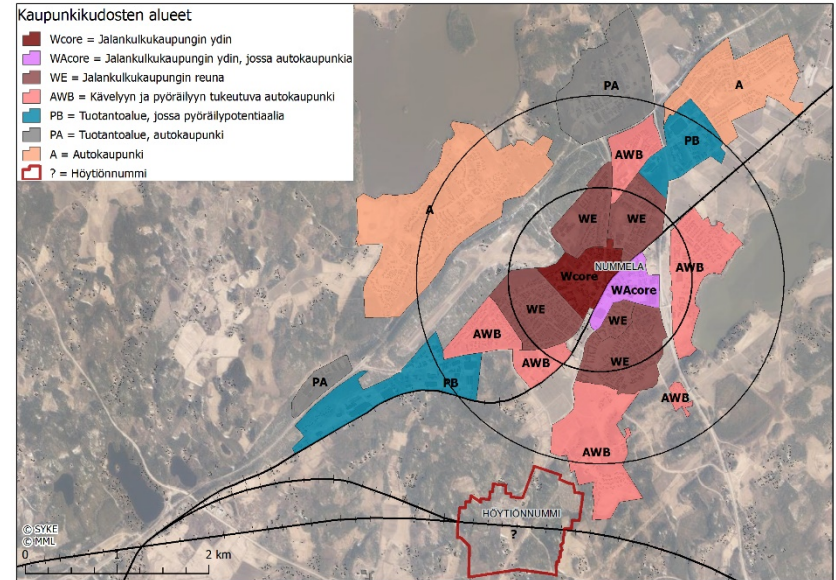 Kaupunkikudosten alueet
Wcore = Jalankulkukaupungin ydin
WAcore = Jalankulkukaupungin ydin, jossa autokaupunkia
WE = Jalankulkukaupungin reuna
AWB = Kävelyyn ja pyöräilyyn tukeutuva autokaupunki
PB = Tuotantoalue, jossa pyöräilypotentiaalia
PA = Tuotantoalue, autokaupunki
A = Autokaupunki
? = Höytiönnummi
PA
A
PB
AWB
A
WE
WE
NUMMELA
Wcore
WAcore
AWB
WE
WE
AWB
AWB
WE
PA
PB
AWB
AWB
HÖYTIÖNNUMMI
?
© SYKE
© MML
0 1 2 km